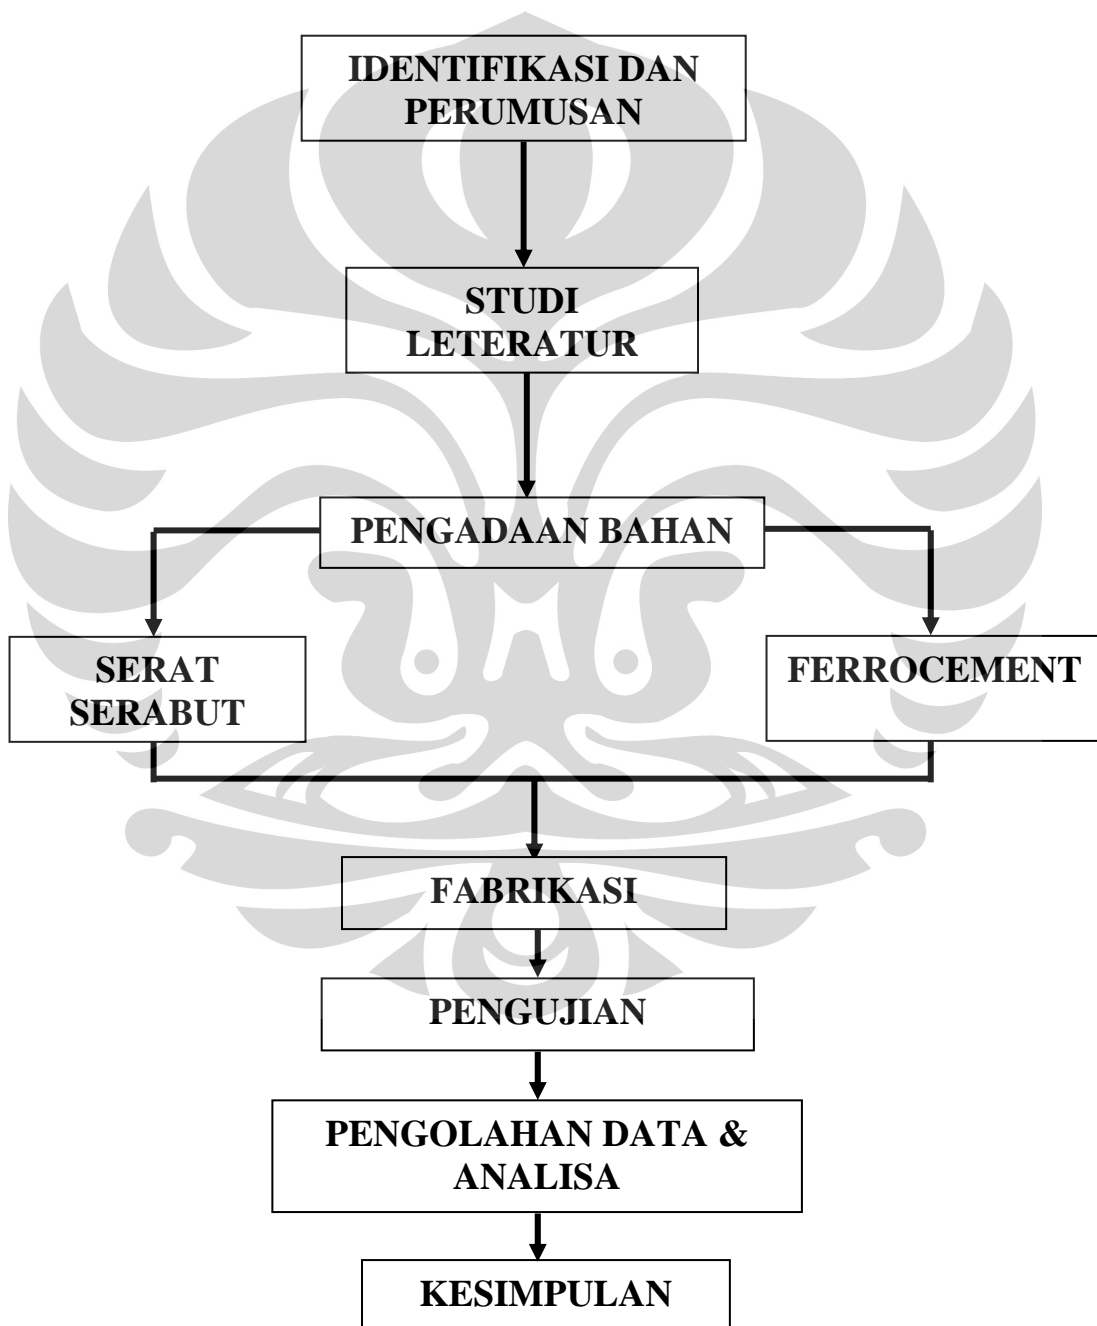 IDENTIFIKASI DAN
PERUMUSAN
STUDI
LETERATUR
PENGADAAN BAHAN
SERAT
SERABUT
FERROCEMENT
FABRIKASI
PENGUJIAN
PENGOLAHAN DATA &
ANALISA
KESIMPULAN